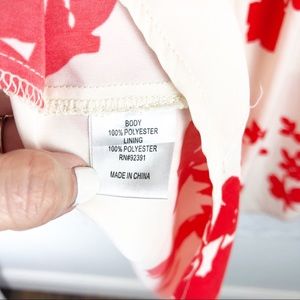 BODY
100% POLYESTER
LINING
100% POLYESTER
RN#92391
MADE IN CHINA